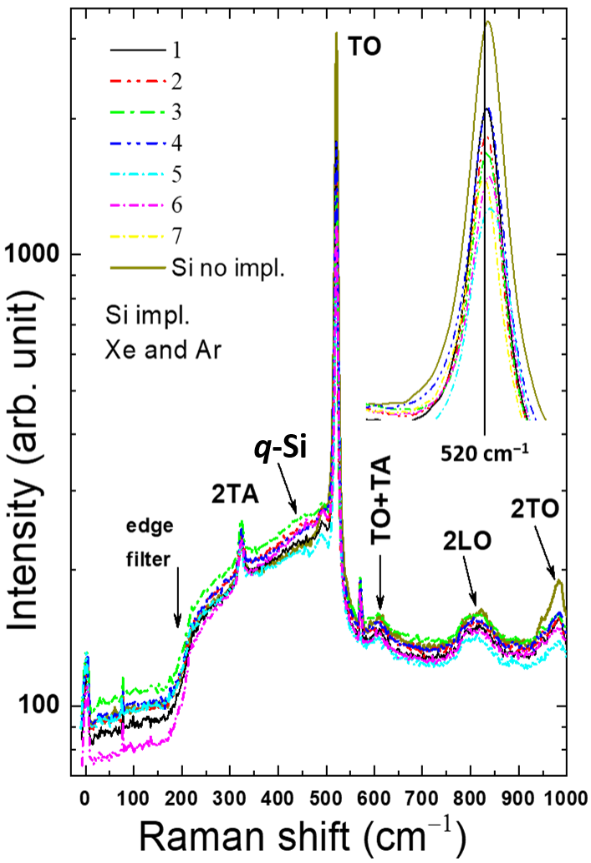 TO
1
2
3
4
5
6
7
Si no impl.
Si impl.
Xe and Ar
1000
100
Intensity (arb. unit)
520 cm⁻¹
q-Si
2TA
edge
filter
TO+TA
2LO
2TO
0 100 200 300 400 500 600 700 800 900 1000
Raman shift (cm⁻¹)